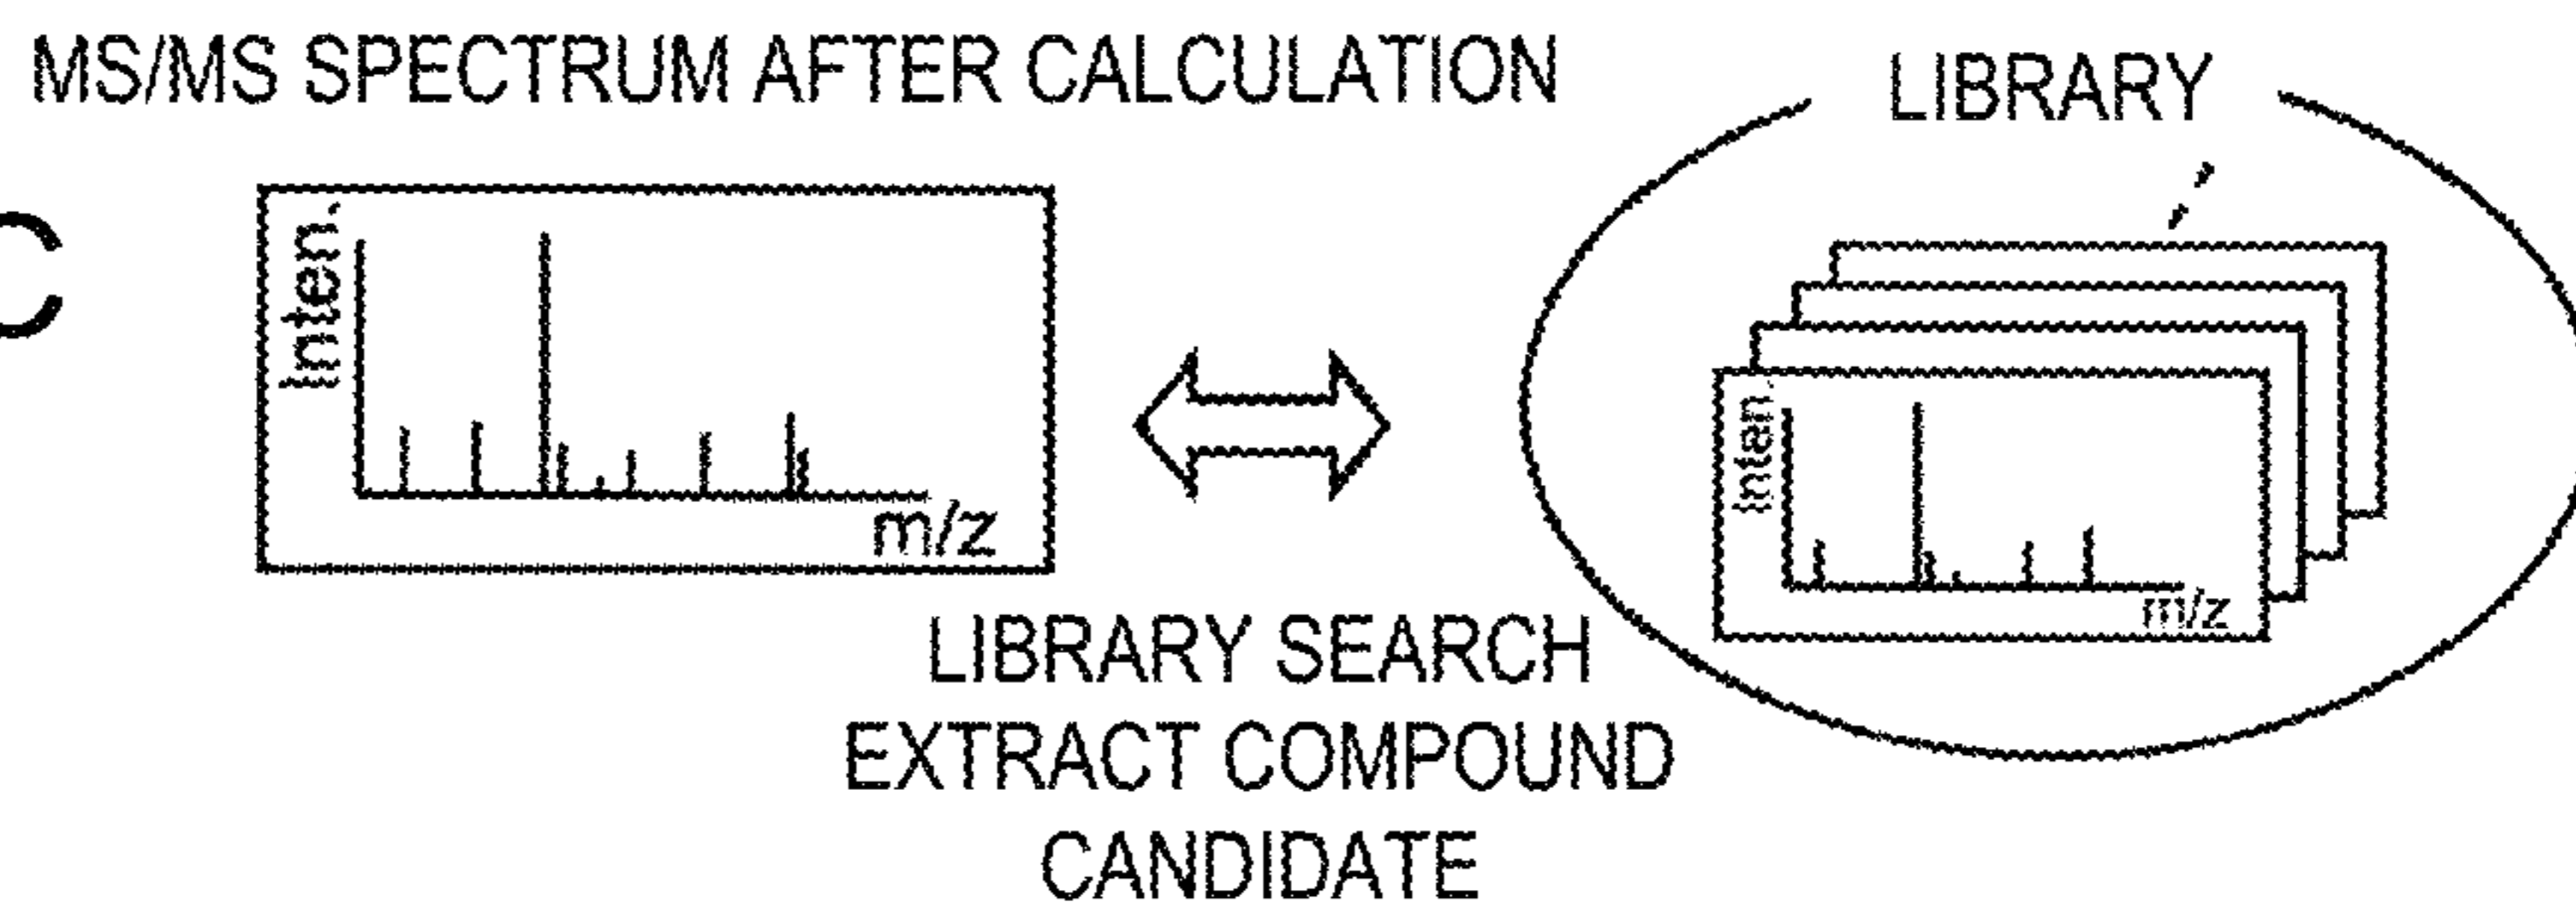 MS/MS SPECTRUM AFTER CALCULATION
LIBRARY
C
Inten.
m/z
Inten.
m/z
LIBRARY SEARCH
EXTRACT COMPOUND
CANDIDATE